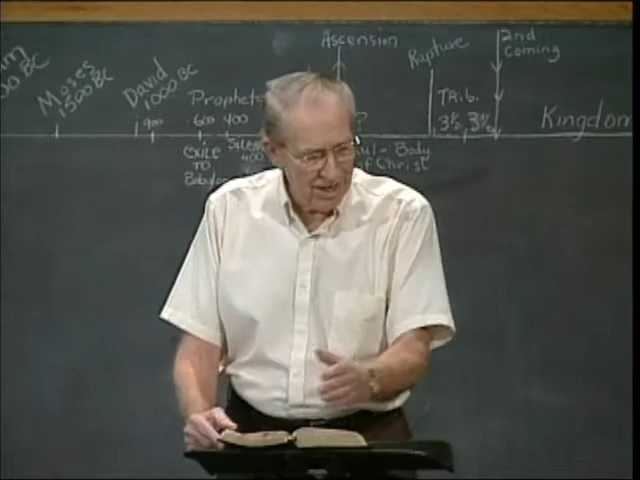 Ascension
2nd
Coming
Rapture
00 BC
Moses
1500 BC
David
1000 BC
Prophets
Trib.
Kingdom
900
600 400
3½ 3½
Exile
To
Babylon
400
Body
of Christ